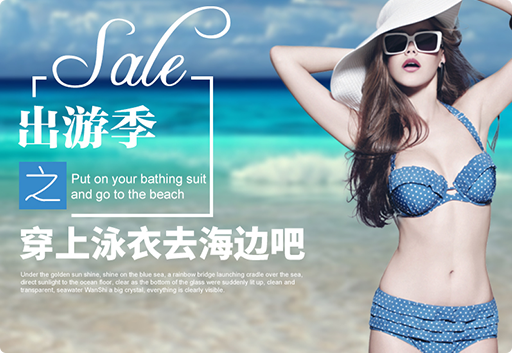 Sale
出游季
之
Put on your bathing suit
and go to the beach
穿上泳衣去海边吧
Under the golden sun shine, shine on the blue sea, a rainbow bridge launching cradle over the sea,
direct sunlight to the ocean floor, clear as the bottom of the glass were suddenly lit up, clean and
transparent, seawater WanShi a big crystal, everything is clearly visible